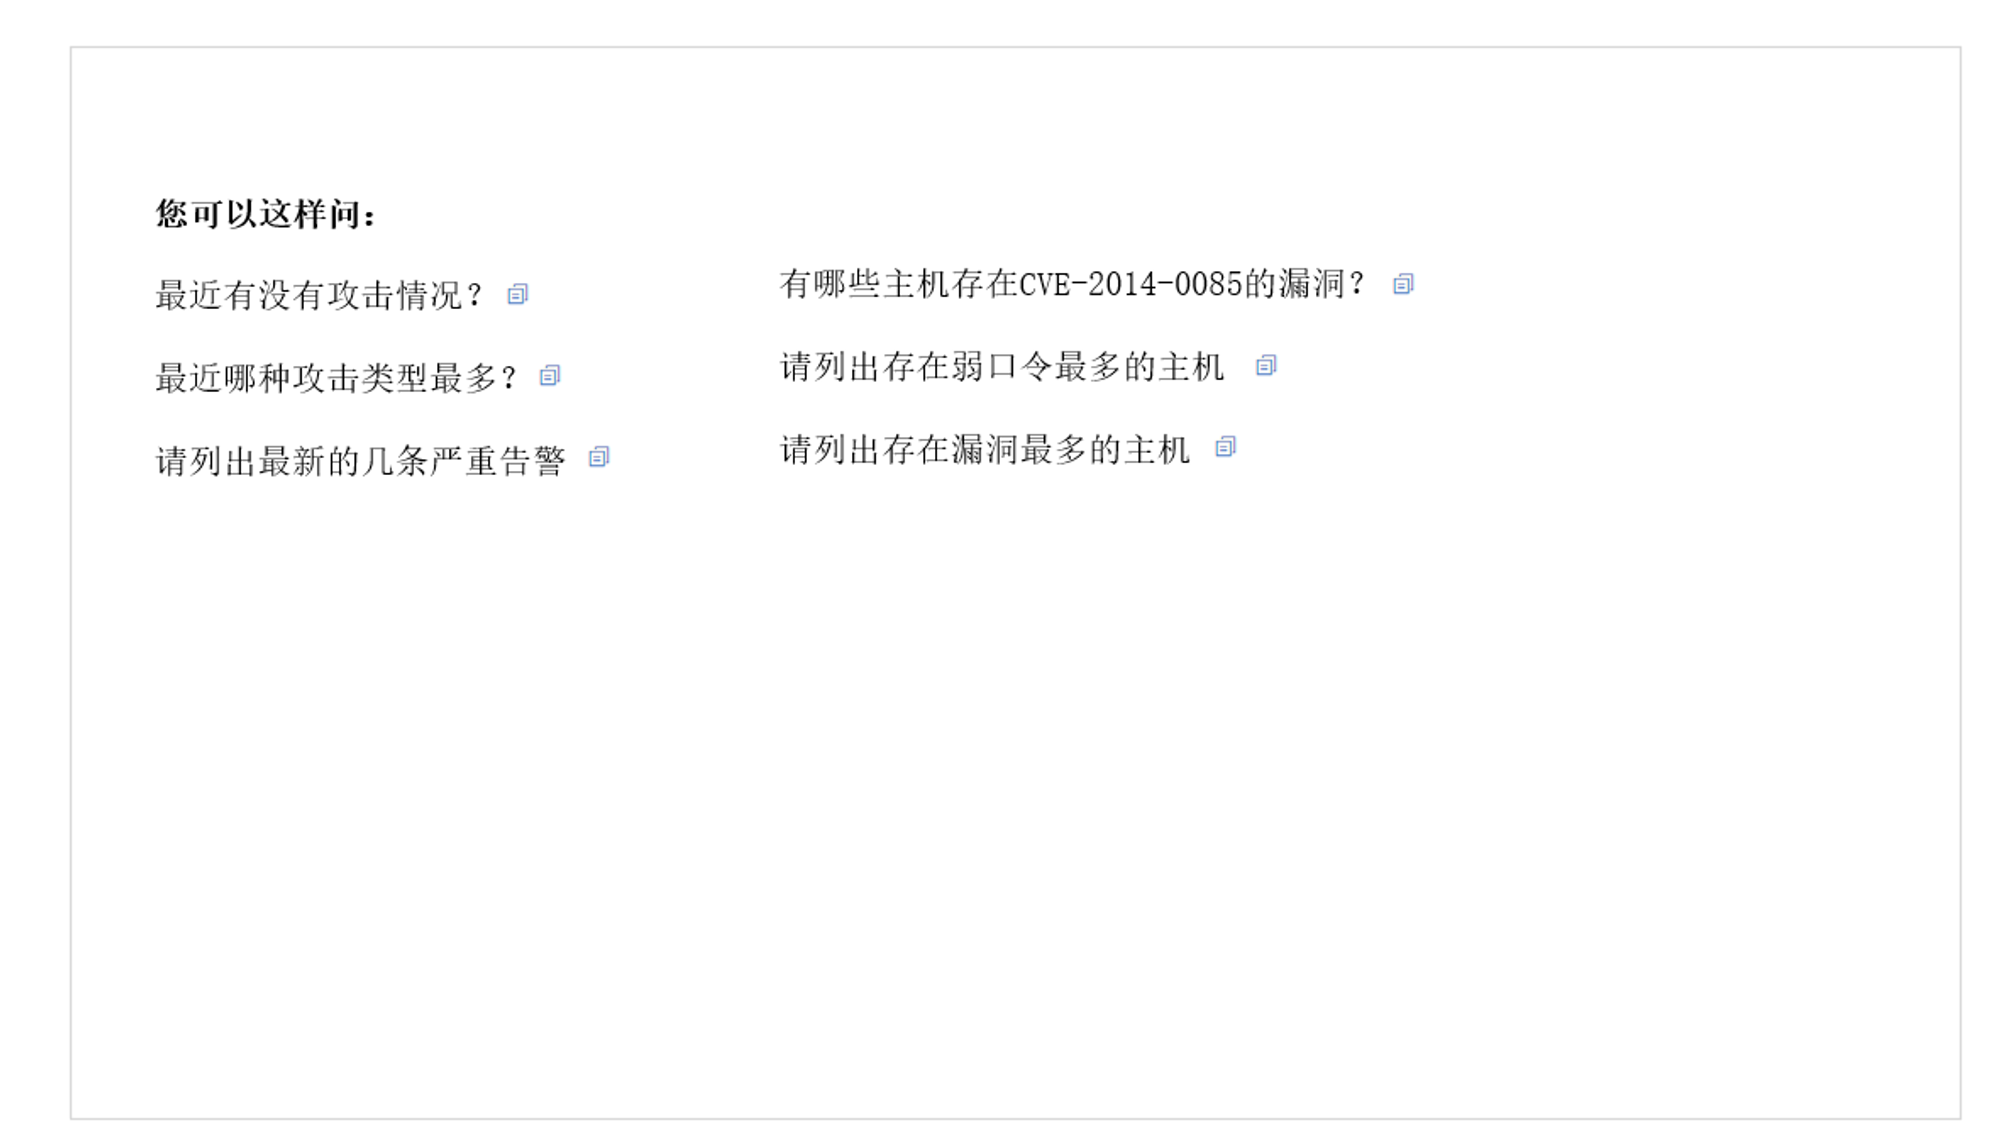 您可以这样问：
最近有没有攻击情况？
最近哪种攻击类型最多？
请列出最新的几条严重告警
有哪些主机存在CVE-2014-0085的漏洞？
请列出存在弱口令最多的主机
请列出存在漏洞最多的主机